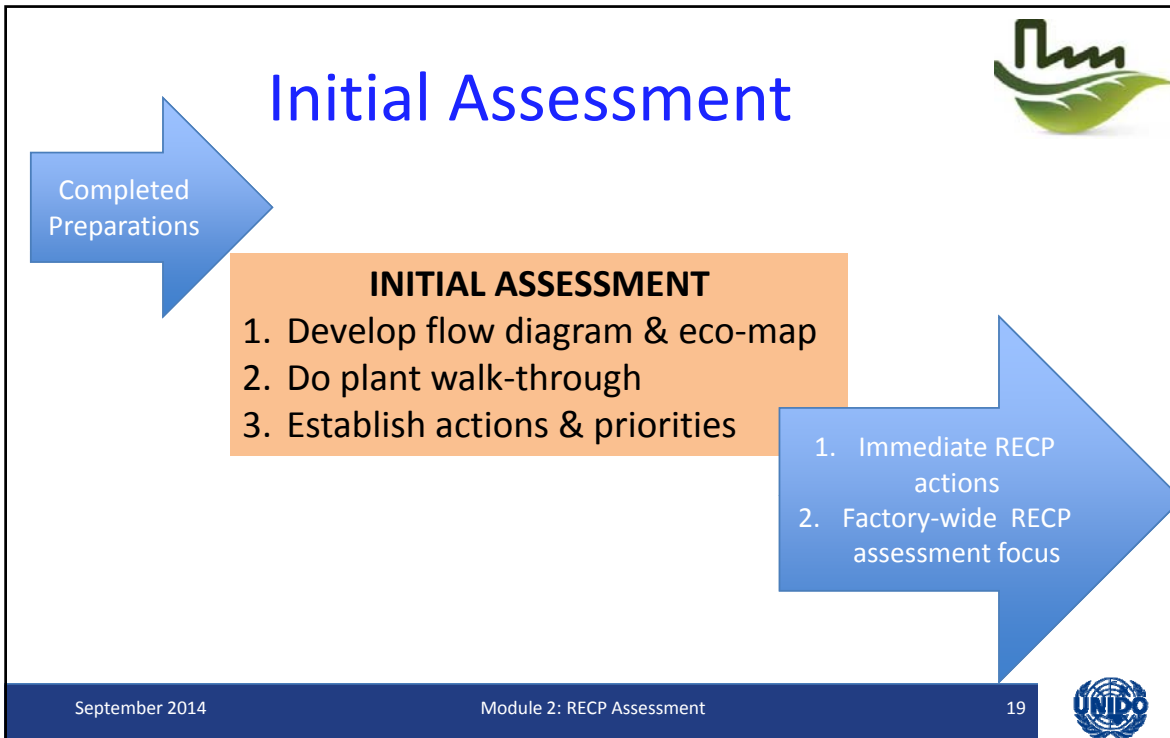 Initial Assessment
Completed
Preparations
INITIAL ASSESSMENT
1. Develop flow diagram & eco-map
2. Do plant walk-through
3. Establish actions & priorities
1. Immediate RECP
actions
2. Factory-wide RECP
assessment focus
September 2014
Module 2: RECP Assessment
19
UNIDO